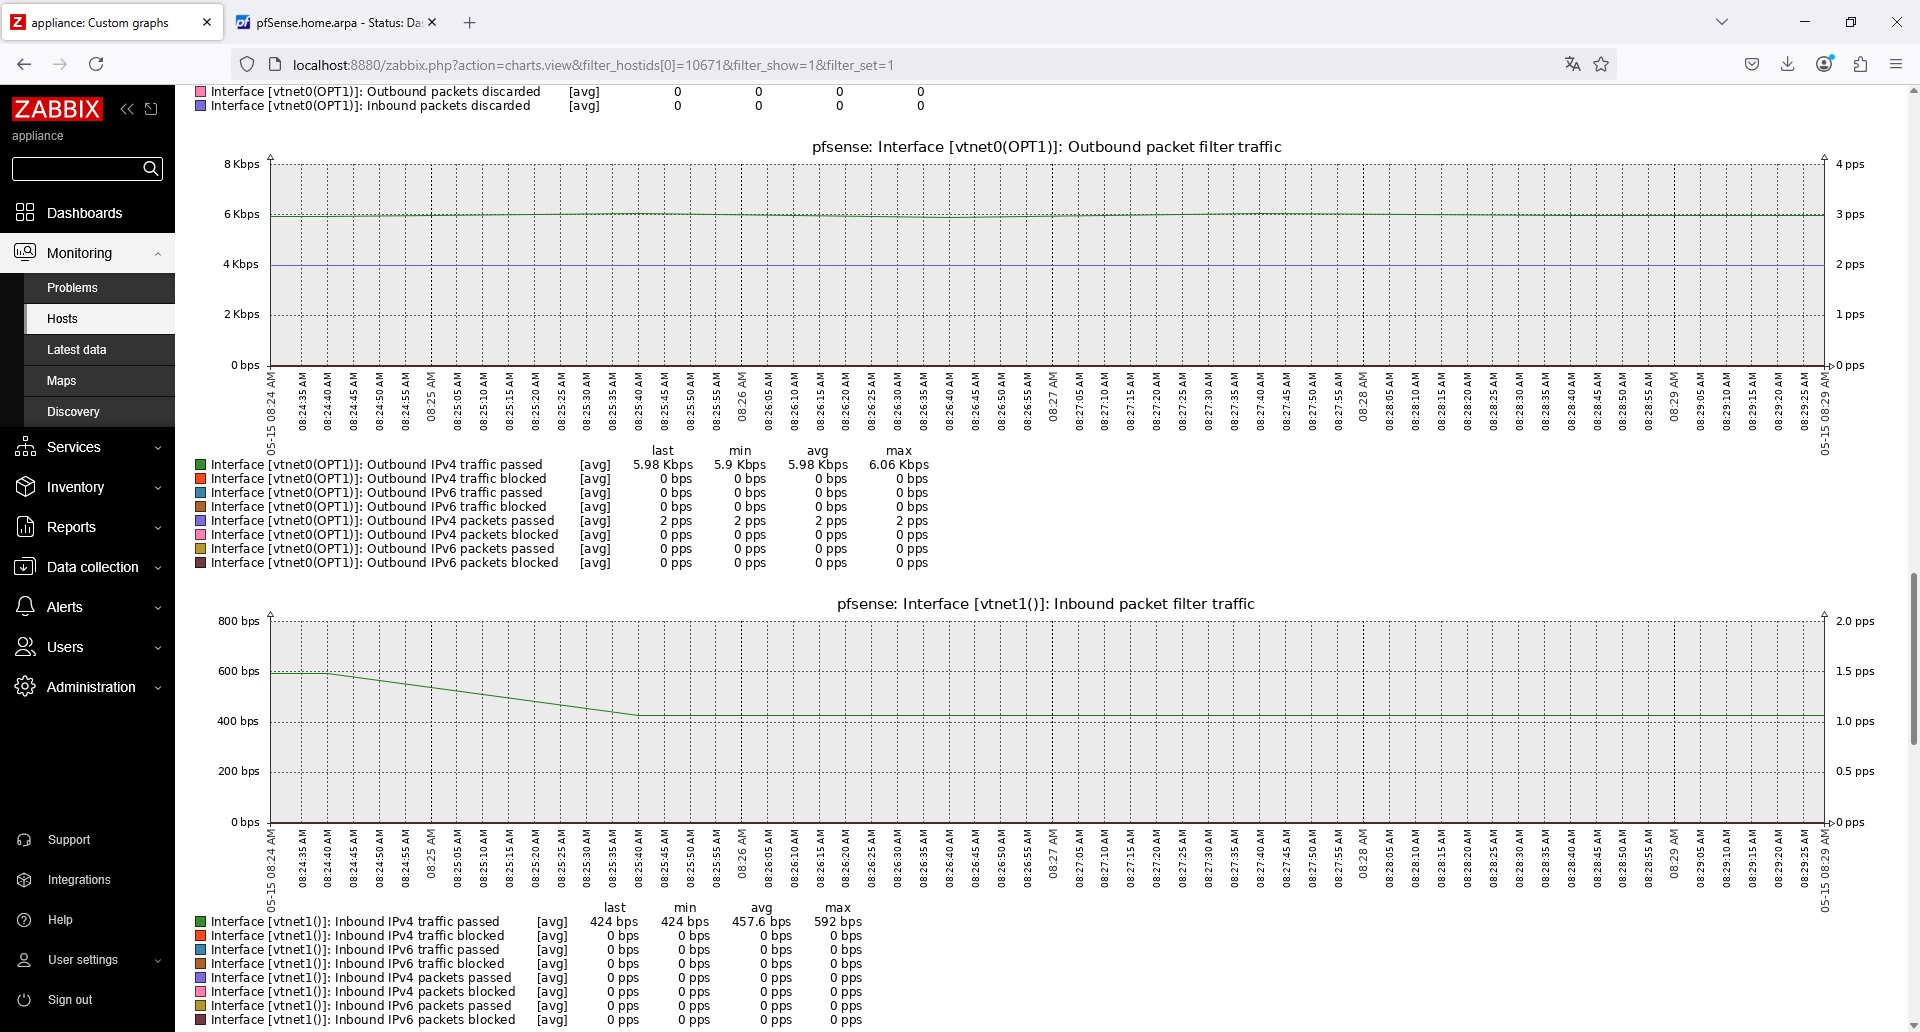 appliance: Custom graphs
pfSense.home.arpa - Status: Da
localhost:8880/zabbix.php?action=charts.view&filter_hostids[0]=10671&filter_show=1&filter_set=1
ZABBIX
appliance
Dashboards
Monitoring
Problems
Hosts
Latest data
Maps
Discovery
Services
Inventory
Reports
Data collection
Alerts
Users
Administration
Support
Integrations
Help
User settings
Sign out
Interface [vtnet0(OPT1)]: Outbound packets discarded [avg] 0 0 0 0
Interface [vtnet0(OPT1)]: Inbound packets discarded [avg] 0 0 0 0
pfsense: Interface [vtnet0(OPT1)]: Outbound packet filter traffic
8 Kbps 4 pps
6 Kbps 3 pps
4 Kbps 2 pps
2 Kbps 1 pps
0 bps 0 pps
05-15 08:24 AM 08:24:35 AM 08:24:40 AM 08:24:45 AM 08:24:50 AM 08:24:55 AM 08:25 AM 08:25:05 AM 08:25:10 AM 08:25:15 AM 08:25:20 AM 08:25:25 AM 08:25:30 AM 08:25:35 AM 08:25:40 AM 08:25:45 AM 08:25:50 AM 08:25:55 AM 08:26 AM 08:26:05 AM 08:26:10 AM 08:26:15 AM 08:26:20 AM 08:26:25 AM 08:26:30 AM 08:26:35 AM 08:26:40 AM 08:26:45 AM 08:26:50 AM 08:26:55 AM 08:27 AM 08:27:05 AM 08:27:10 AM 08:27:15 AM 08:27:20 AM 08:27:25 AM 08:27:30 AM 08:27:35 AM 08:27:40 AM 08:27:45 AM 08:27:50 AM 08:27:55 AM 08:28 AM 08:28:05 AM 08:28:10 AM 08:28:15 AM 08:28:20 AM 08:28:25 AM 08:28:30 AM 08:28:35 AM 08:28:40 AM 08:28:45 AM 08:28:50 AM 08:28:55 AM 08:29 AM 08:29:05 AM 08:29:10 AM 08:29:15 AM 08:29:20 AM 08:29:25 AM 05-15 08:29 AM
last min avg max
Interface [vtnet0(OPT1)]: Outbound IPv4 traffic passed [avg] 5.98 Kbps 5.9 Kbps 5.98 Kbps 6.06 Kbps
Interface [vtnet0(OPT1)]: Outbound IPv4 traffic blocked [avg] 0 bps 0 bps 0 bps 0 bps
Interface [vtnet0(OPT1)]: Outbound IPv6 traffic passed [avg] 0 bps 0 bps 0 bps 0 bps
Interface [vtnet0(OPT1)]: Outbound IPv6 traffic blocked [avg] 0 bps 0 bps 0 bps 0 bps
Interface [vtnet0(OPT1)]: Outbound IPv4 packets passed [avg] 2 pps 2 pps 2 pps 2 pps
Interface [vtnet0(OPT1)]: Outbound IPv4 packets blocked [avg] 0 pps 0 pps 0 pps 0 pps
Interface [vtnet0(OPT1)]: Outbound IPv6 packets passed [avg] 0 pps 0 pps 0 pps 0 pps
Interface [vtnet0(OPT1)]: Outbound IPv6 packets blocked [avg] 0 pps 0 pps 0 pps 0 pps
pfsense: Interface [vtnet1()]: Inbound packet filter traffic
800 bps 2.0 pps
600 bps 1.5 pps
400 bps 1.0 pps
200 bps 0.5 pps
0 bps 0 pps
05-15 08:24 AM 08:24:35 AM 08:24:40 AM 08:24:45 AM 08:24:50 AM 08:24:55 AM 08:25 AM 08:25:05 AM 08:25:10 AM 08:25:15 AM 08:25:20 AM 08:25:25 AM 08:25:30 AM 08:25:35 AM 08:25:40 AM 08:25:45 AM 08:25:50 AM 08:25:55 AM 08:26 AM 08:26:05 AM 08:26:10 AM 08:26:15 AM 08:26:20 AM 08:26:25 AM 08:26:30 AM 08:26:35 AM 08:26:40 AM 08:26:45 AM 08:26:50 AM 08:26:55 AM 08:27 AM 08:27:05 AM 08:27:10 AM 08:27:15 AM 08:27:20 AM 08:27:25 AM 08:27:30 AM 08:27:35 AM 08:27:40 AM 08:27:45 AM 08:27:50 AM 08:27:55 AM 08:28 AM 08:28:05 AM 08:28:10 AM 08:28:15 AM 08:28:20 AM 08:28:25 AM 08:28:30 AM 08:28:35 AM 08:28:40 AM 08:28:45 AM 08:28:50 AM 08:28:55 AM 08:29 AM 08:29:05 AM 08:29:10 AM 08:29:15 AM 08:29:20 AM 08:29:25 AM 05-15 08:29 AM
last min avg max
Interface [vtnet1()]: Inbound IPv4 traffic passed [avg] 424 bps 424 bps 457.6 bps 592 bps
Interface [vtnet1()]: Inbound IPv4 traffic blocked [avg] 0 bps 0 bps 0 bps 0 bps
Interface [vtnet1()]: Inbound IPv6 traffic passed [avg] 0 bps 0 bps 0 bps 0 bps
Interface [vtnet1()]: Inbound IPv6 traffic blocked [avg] 0 bps 0 bps 0 bps 0 bps
Interface [vtnet1()]: Inbound IPv4 packets passed [avg] 0 pps 0 pps 0 pps 0 pps
Interface [vtnet1()]: Inbound IPv4 packets blocked [avg] 0 pps 0 pps 0 pps 0 pps
Interface [vtnet1()]: Inbound IPv6 packets passed [avg] 0 pps 0 pps 0 pps 0 pps
Interface [vtnet1()]: Inbound IPv6 packets blocked [avg] 0 pps 0 pps 0 pps 0 pps